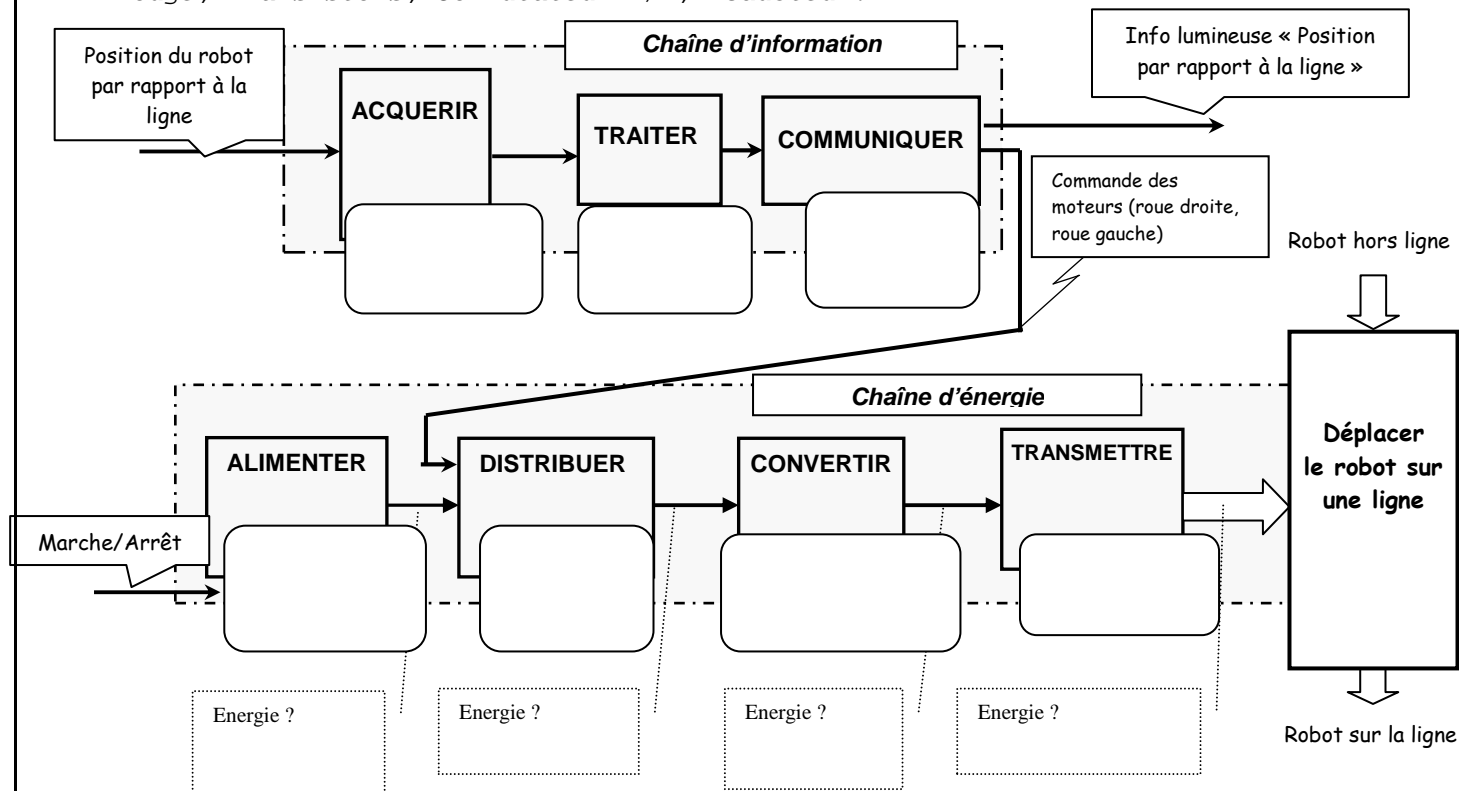 Chaîne d'information
Position du robot
par rapport à la
ligne
Info lumineuse « Position
par rapport à la ligne »
ACQUERIR
TRAITER
COMMUNIQUER
Commande des
moteurs (roue droite,
roue gauche)
Robot hors ligne
Chaîne d'énergie
ALIMENTER
DISTRIBUER
CONVERTIR
TRANSMETTRE
Déplacer
le robot sur
une ligne
Marche/Arrêt
Energie ?
Energie ?
Energie ?
Energie ?
Robot sur la ligne